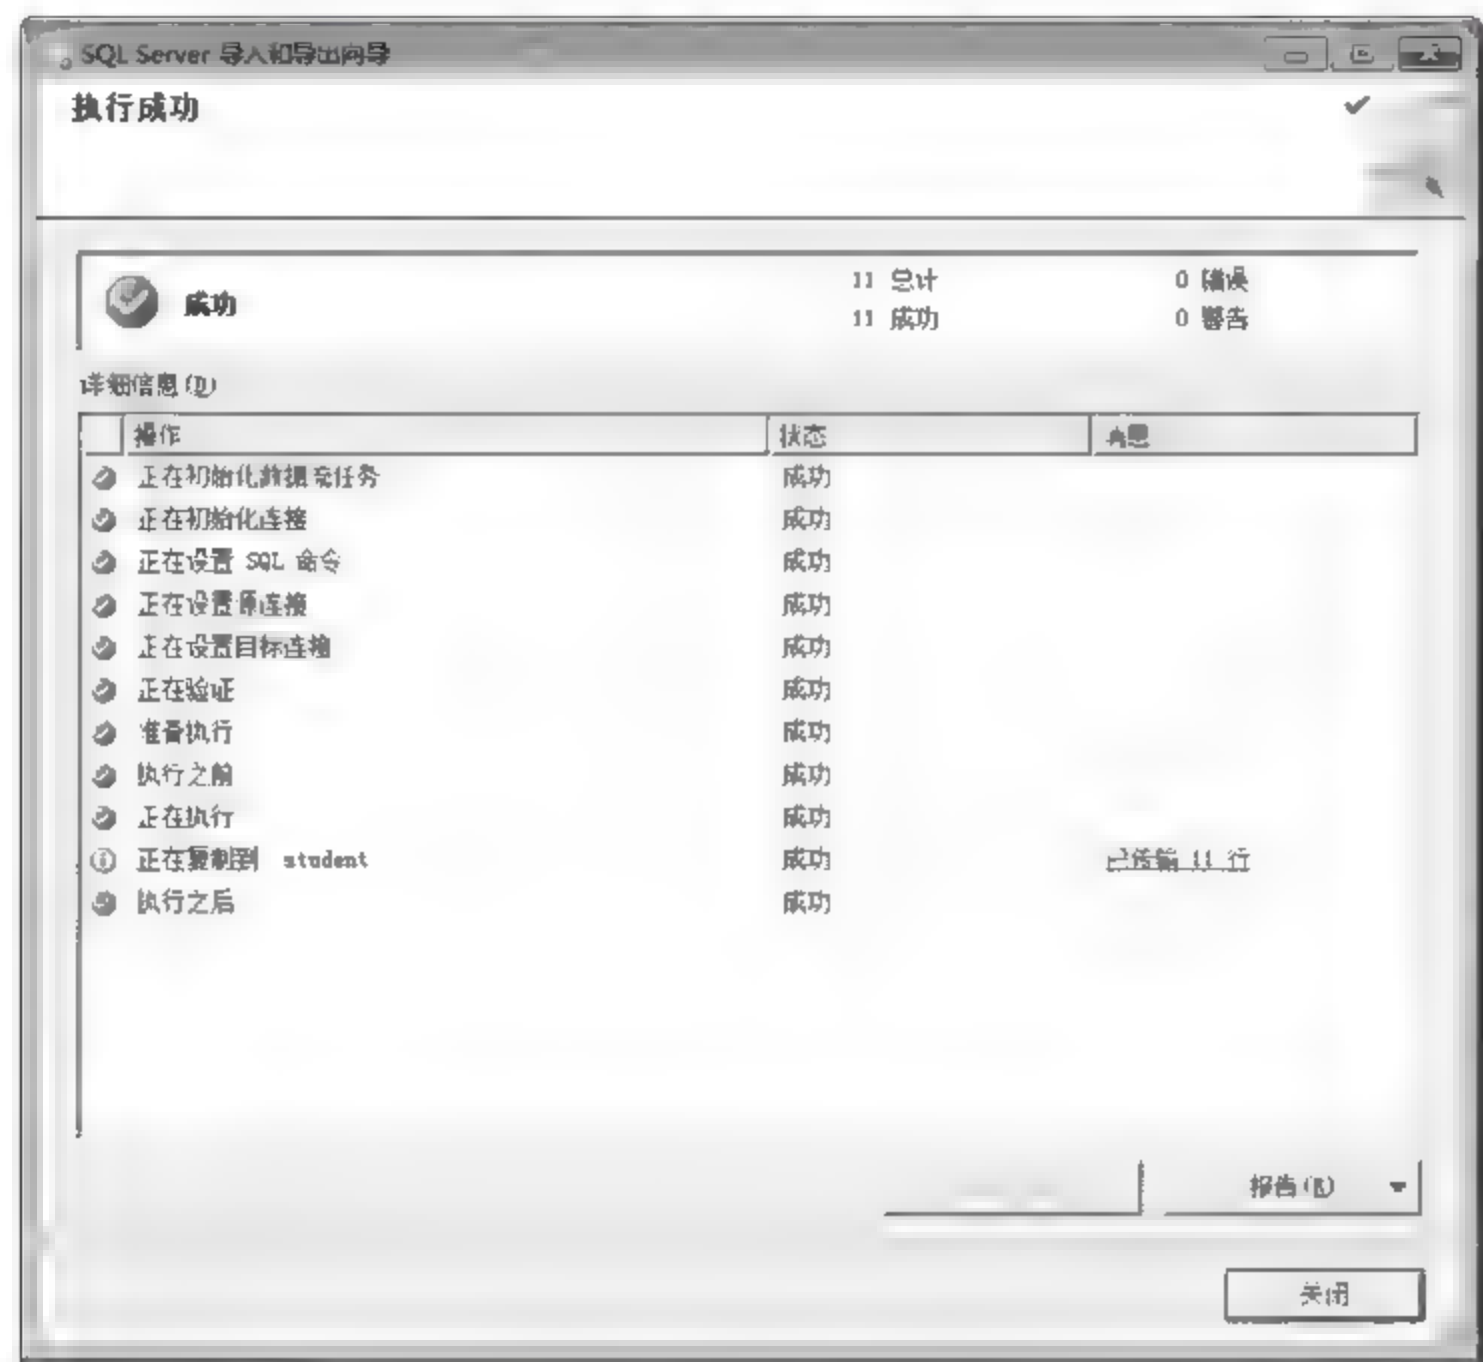 SQL Server 导入和导出向导
执行成功
成功
11 总计
0 错误
11 成功
0 警告
详细信息(D)
操作 状态 消息
正在初始化数据流任务 成功
正在初始化连接 成功
正在设置 SQL 命令 成功
正在设置源连接 成功
正在设置目标连接 成功
正在验证 成功
准备执行 成功
执行之前 成功
正在执行 成功
正在复制到 student 成功 已传输 11 行
执行之后 成功
报告(R)
关闭